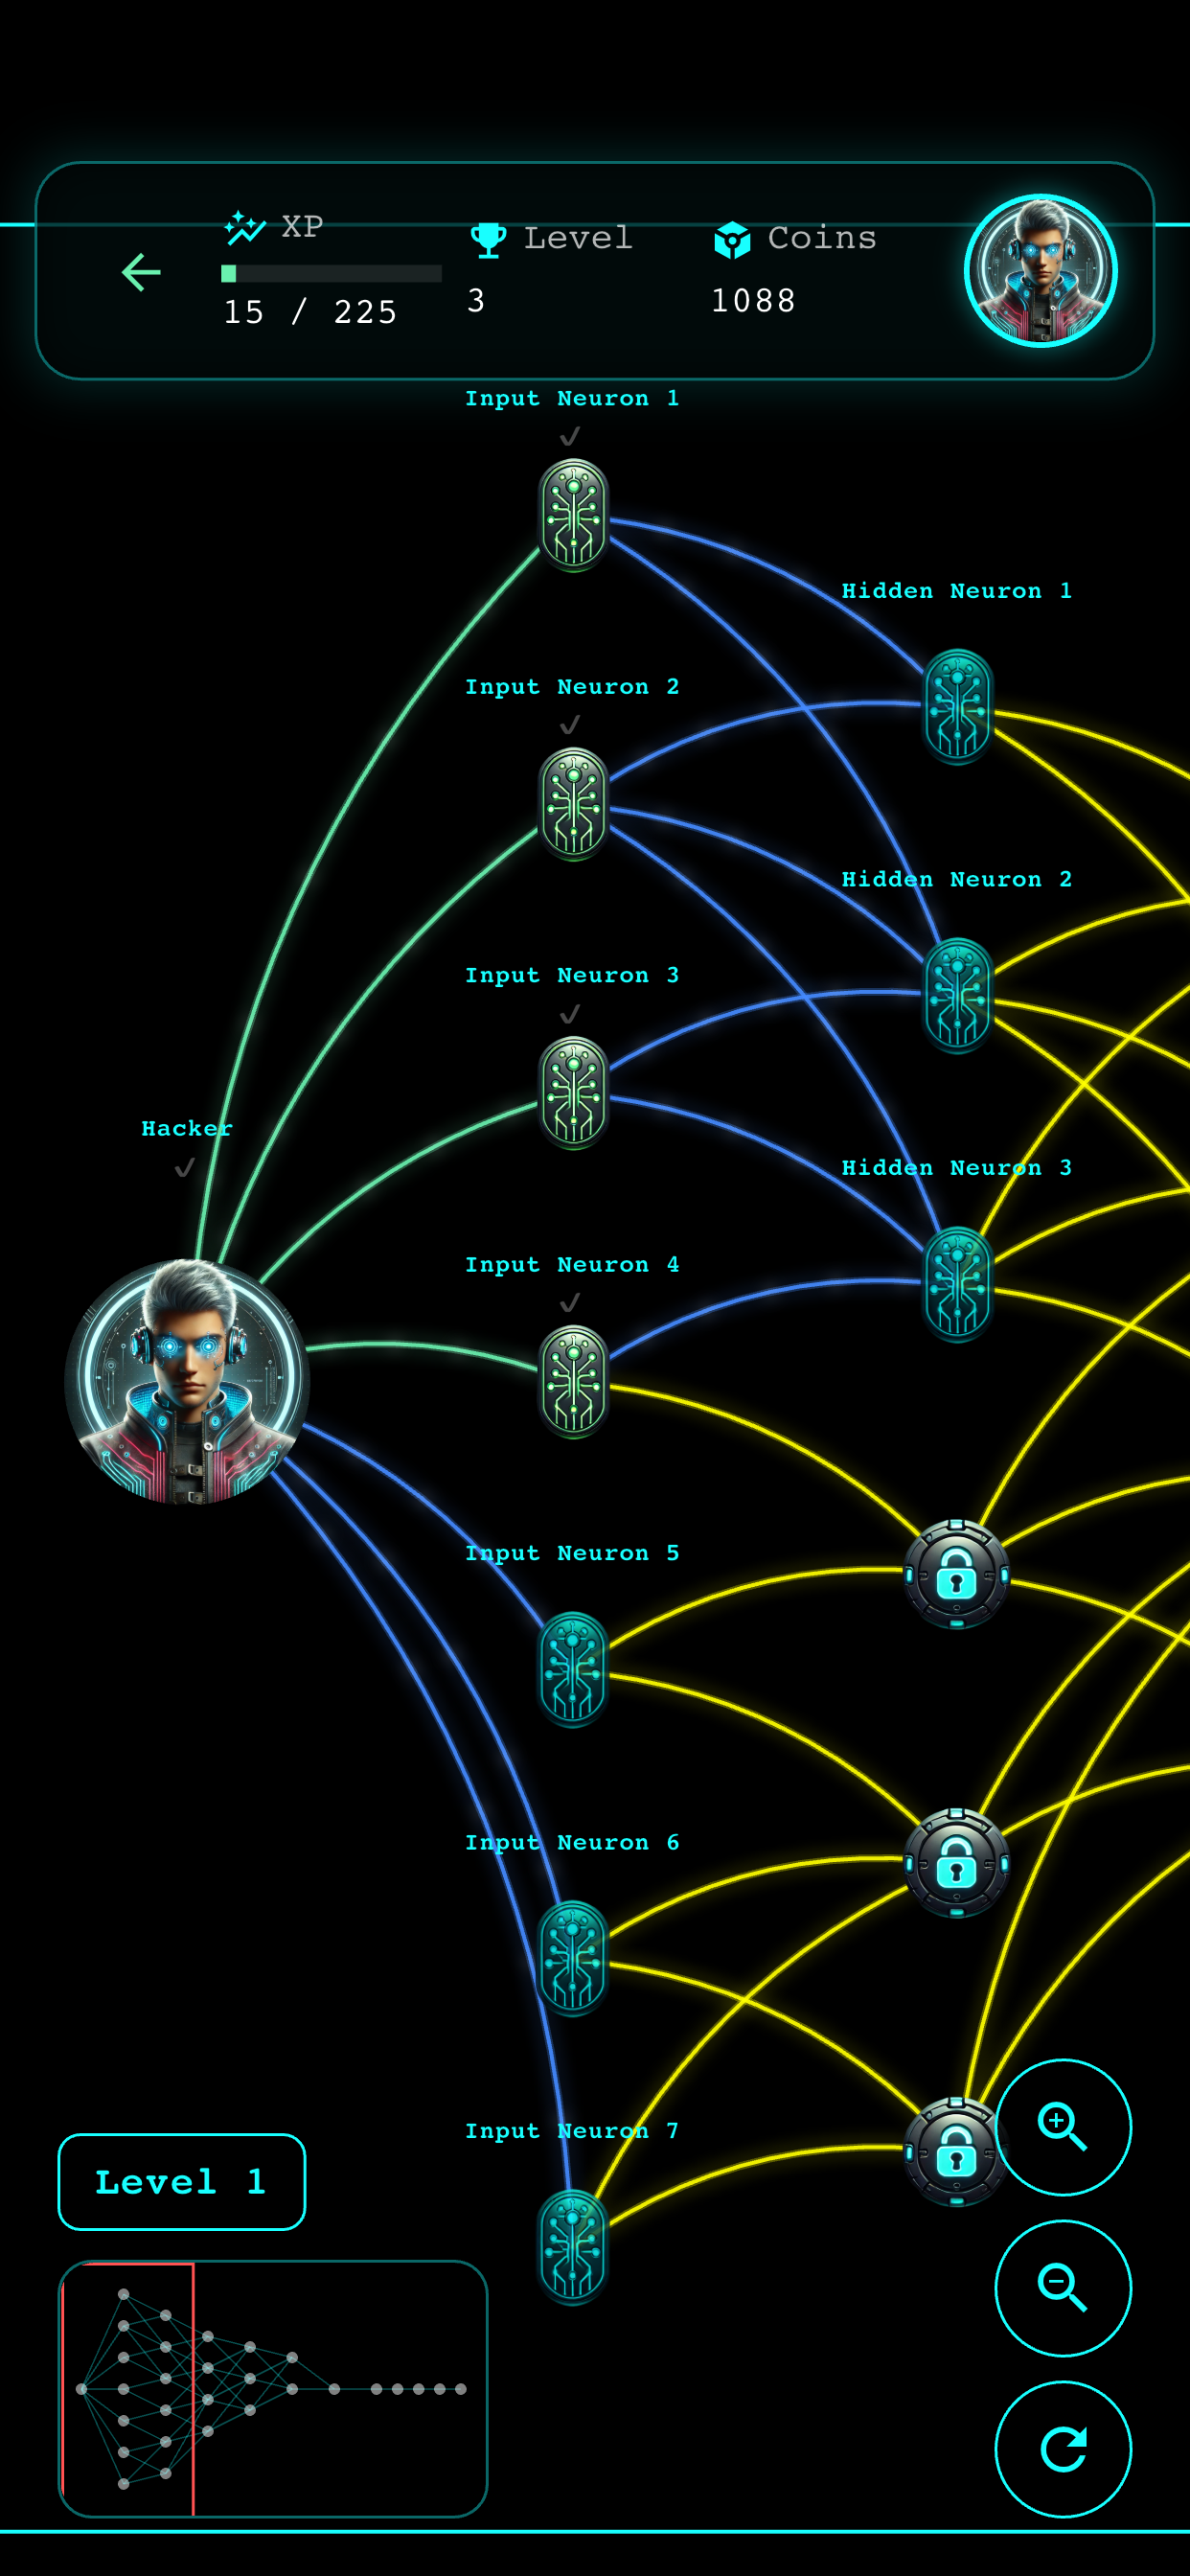 XP
Level
Coins
15 / 225
3
1088
Input Neuron 1
Hidden Neuron 1
Input Neuron 2
Hidden Neuron 2
Input Neuron 3
Hacker
Hidden Neuron 3
Input Neuron 4
Input Neuron 5
Input Neuron 6
Input Neuron 7
Level 1